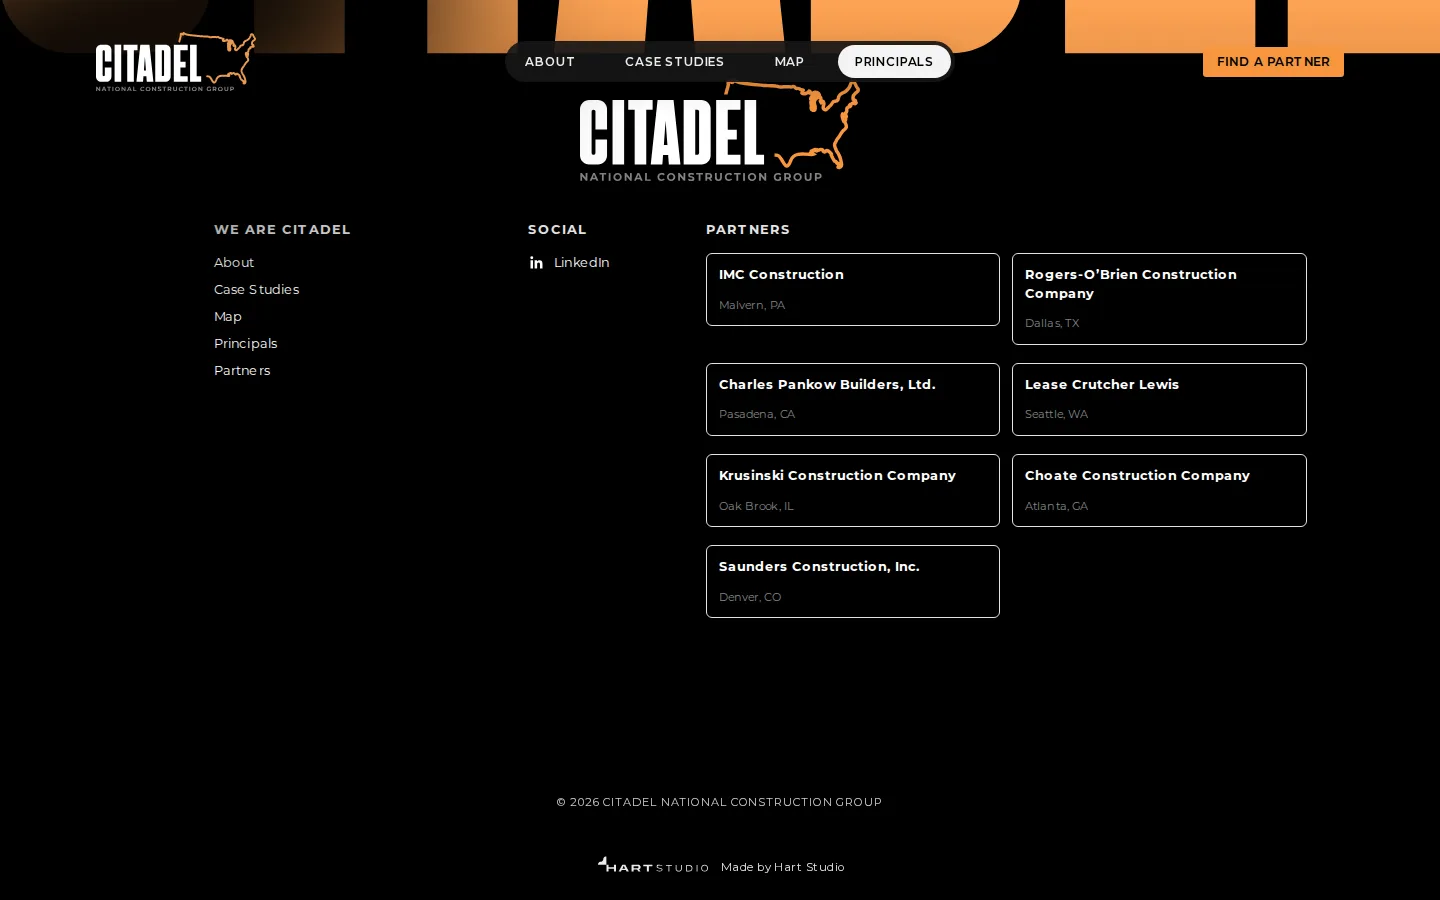 CITADEL
NATIONAL CONSTRUCTION GROUP
ABOUT
CASE STUDIES
MAP
PRINCIPALS
FIND A PARTNER
CITADEL
NATIONAL CONSTRUCTION GROUP
WE ARE CITADEL
About
Case Studies
Map
Principals
Partners
SOCIAL
LinkedIn
PARTNERS
IMC Construction
Malvern, PA
Rogers-O’Brien Construction
Company
Dallas, TX
Charles Pankow Builders, Ltd.
Pasadena, CA
Lease Crutcher Lewis
Seattle, WA
Krusinski Construction Company
Oak Brook, IL
Choate Construction Company
Atlanta, GA
Saunders Construction, Inc.
Denver, CO
© 2026 CITADEL NATIONAL CONSTRUCTION GROUP
HART STUDIO Made by Hart Studio